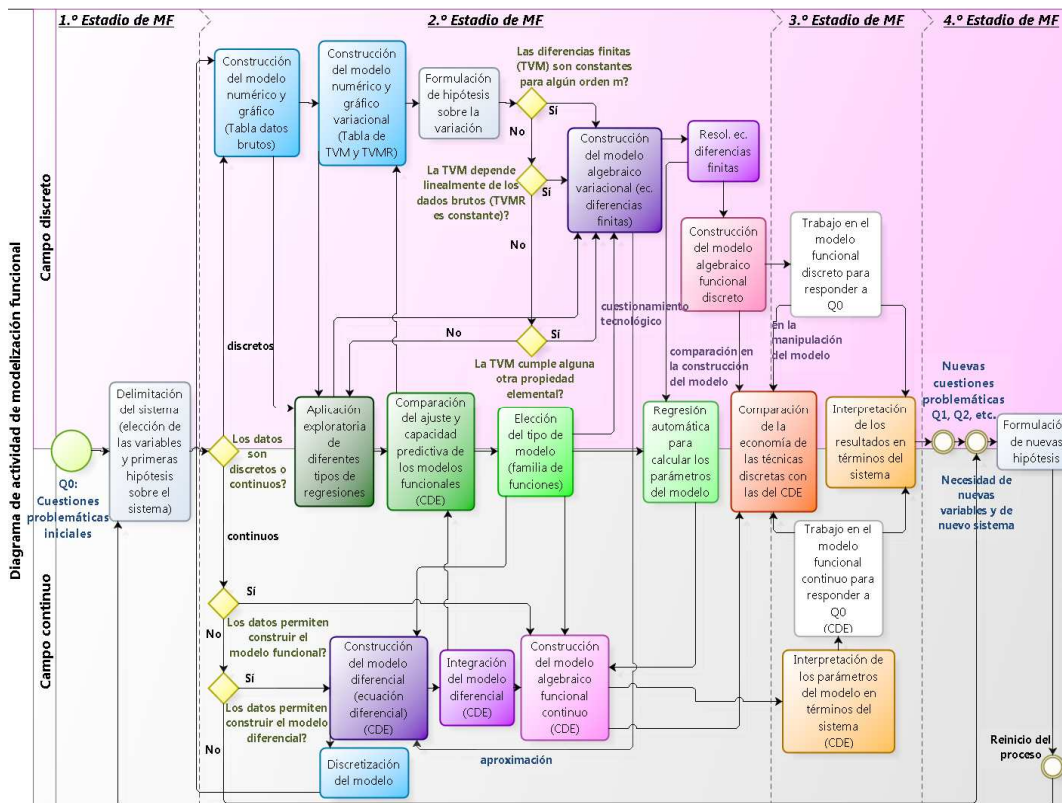 1.º Estadio de MF
2.º Estadio de MF
3.º Estadio de MF
4.º Estadio de MF
Diagrama de actividad de modelización funcional
Campo discreto
Campo continuo
Construcción
del modelo
numérico y
gráfico
(Tabla datos
brutos)
Construcción
del modelo
numérico y
gráfico
variacional
(Tabla de
TVM y TVMR)
Formulación
de hipótesis
sobre la
variación
Las diferencias finitas
(TVM) son constantes
para algún orden m?
Sí
No
La TVM depende
linealmente de los
dados brutos (TVMR
es constante)?
Sí
No
Construcción
del modelo
algebraico
variacional (ec.
diferencias
finitas)
Resol. ec.
diferencias
finitas
Construcción
del modelo
algebraico
funcional
discreto
Trabajo en el
modelo
funcional
discreto para
responder a
Q0
cuestionamiento
tecnológico
No
Sí
La TVM cumple alguna
otra propiedad
elemental?
comparación en la
construcción
del modelo
en la
manipulación
del modelo
discretos
Q0:
Cuestiones
problemáticas
iniciales
Delimitación
del sistema
(elección de
las variables
y primeras
hipótesis
sobre el
sistema)
Los datos
son
discretos o
continuos?
Aplicación
exploratoria
de
diferentes
tipos de
regresiones
Comparación
del ajuste y
capacidad
predictiva de
los modelos
funcionales
(CDE)
Elección
del tipo de
modelo
(familia de
funciones)
Regresión
automática
para
calcular los
parámetros
del modelo
Comparación
de la
economía de
las técnicas
discretas con
las del CDE
Interpretación
de los
resultados en
términos del
sistema
Nuevas
cuestiones
problemáticas
Q1, Q2, etc.
Formulación
de nuevas
hipótesis
Necesidad
de nuevas
variables y de
nuevo sistema
continuos
Sí
No
Los datos permiten
construir el
modelo funcional?
Sí
No
Los datos permiten
construir el modelo
diferencial?
Construcción
del modelo
diferencial
(ecuación
diferencial)
(CDE)
Integración
del modelo
diferencial
(CDE)
Construcción
del modelo
algebraico
funcional
continuo
(CDE)
Trabajo en el
modelo
funcional
continuo para
responder a
Q0
(CDE)
Interpretación de
los parámetros
del modelo en
términos del
sistema
(CDE)
Discretización
del modelo
aproximación
Reinicio del
proceso